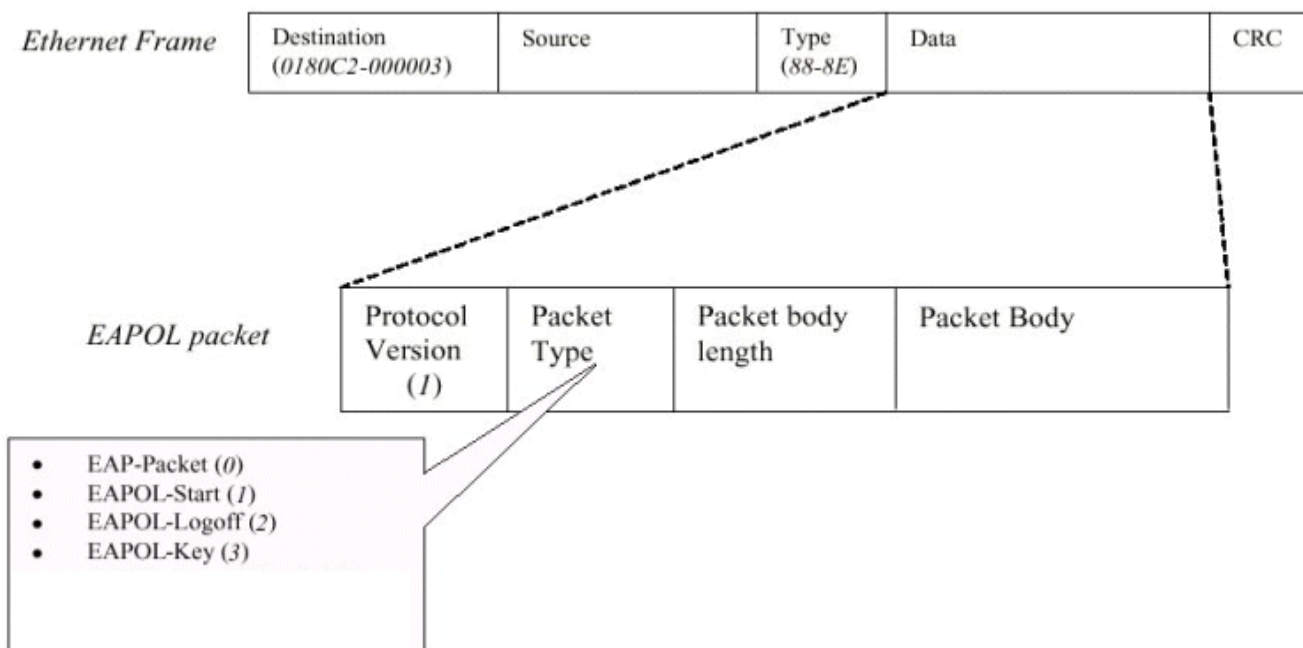 Ethernet Frame
Destination
(0180C2-000003)
Source
Type
(88-8E)
Data
CRC
EAPOL packet
Protocol
Version
(1)
Packet
Type
Packet body
length
Packet Body
• EAP-Packet (0)
• EAPOL-Start (1)
• EAPOL-Logoff (2)
• EAPOL-Key (3)